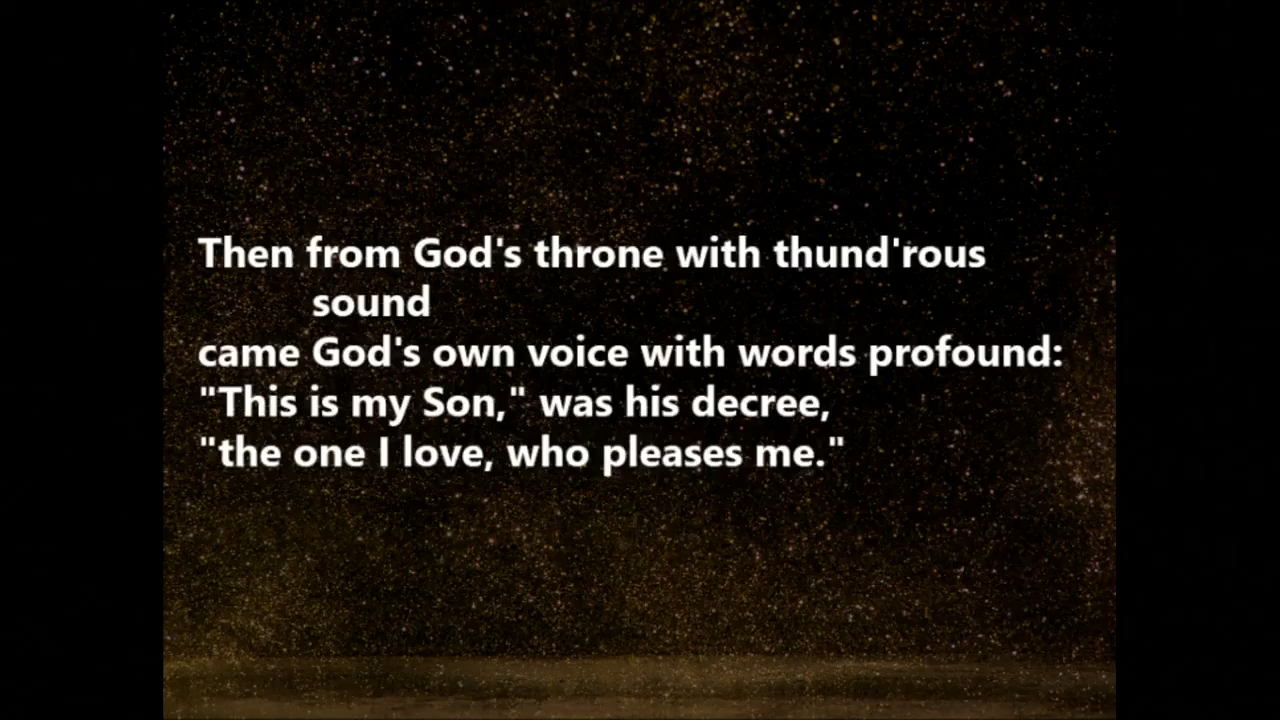 Then from God's throne with thund'rous
sound
came God's own voice with words profound:
"This is my Son," was his decree,
"the one I love, who pleases me."